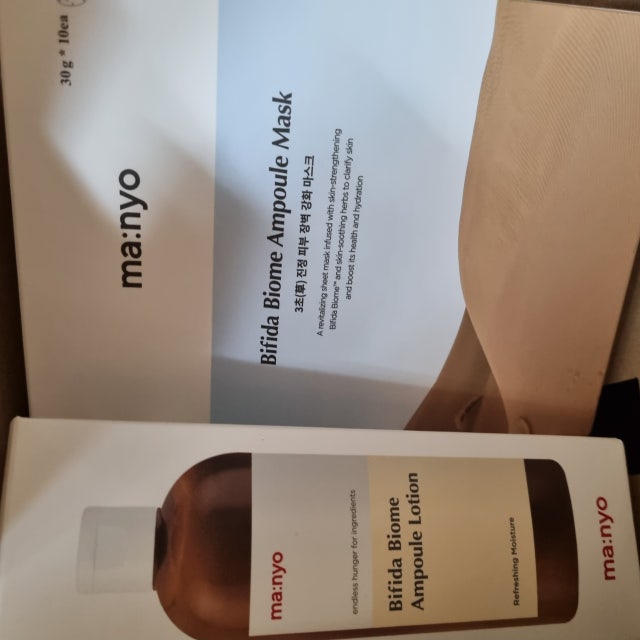 30g * 10ea
ma:nyo
Bifida Biome Ampoule Mask
3초(草) 진정 피부 장벽 강화 마스크
A revitalizing sheet mask infused with skin-strengthening
Bifida Biome™ and skin-soothing herbs to clarify skin
and boost its health and hydration
ma:nyo
endless hunger for ingredients
Bifida Biome
Ampoule Lotion
Refreshing Moisture
ma:nyo